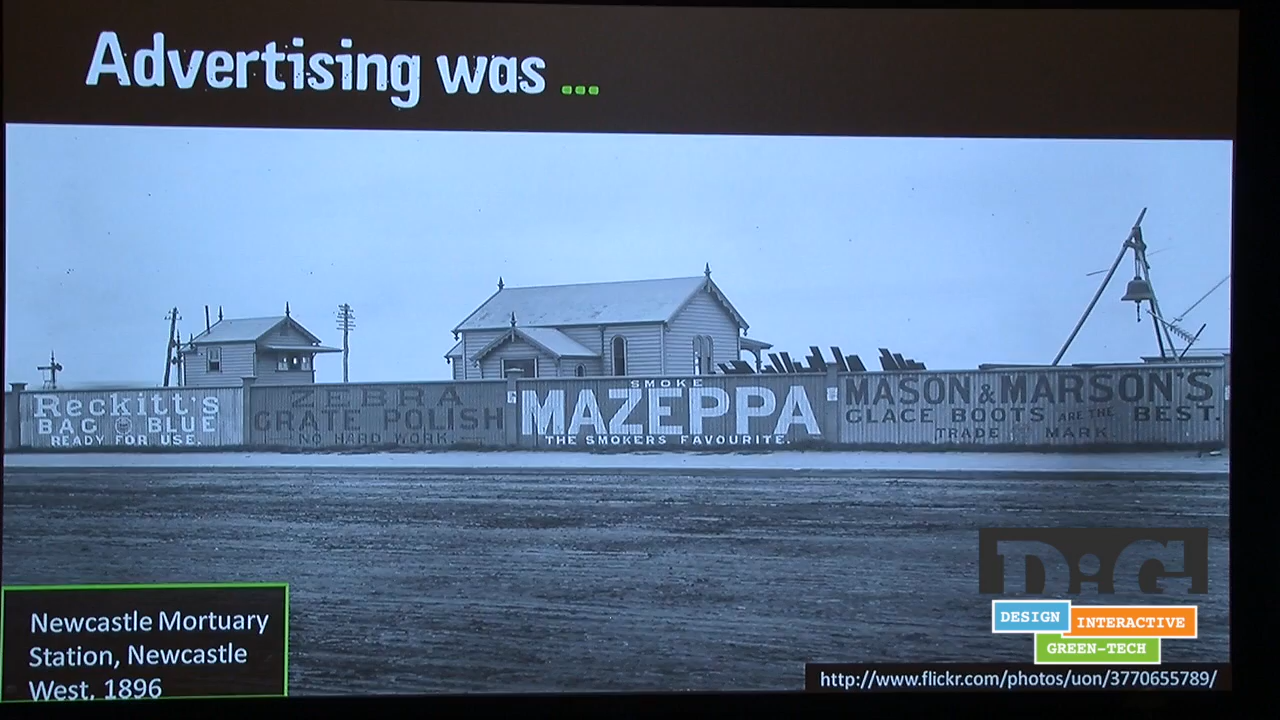 Advertising was ...
Reckitt's
BAG BLUE
READY FOR USE.
ZEBRA
GRATE POLISH
NO HARD WORK.
SMOKE
MAZEPPA
THE SMOKERS FAVOURITE.
MASON & MARSON'S
GLACE BOOTS ARE THE BEST.
TRADE MARK
DiG
DESIGN
INTERACTIVE
GREEN-TECH
Newcastle Mortuary
Station, Newcastle
West, 1896
http://www.flickr.com/photos/uon/3770655789/